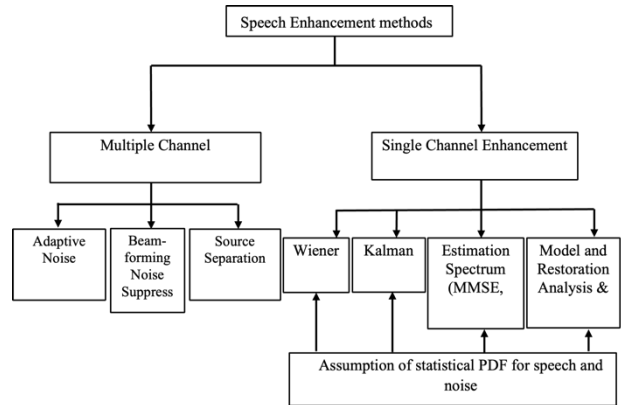 Speech Enhancement methods
Multiple Channel
Single Channel Enhancement
Adaptive
Noise
Beam-
forming
Noise
Suppress
Source
Separation
Wiener
Kalman
Estimation
Spectrum
(MMSE,
Model and
Restoration
Analysis &
Assumption of statistical PDF for speech and
noise